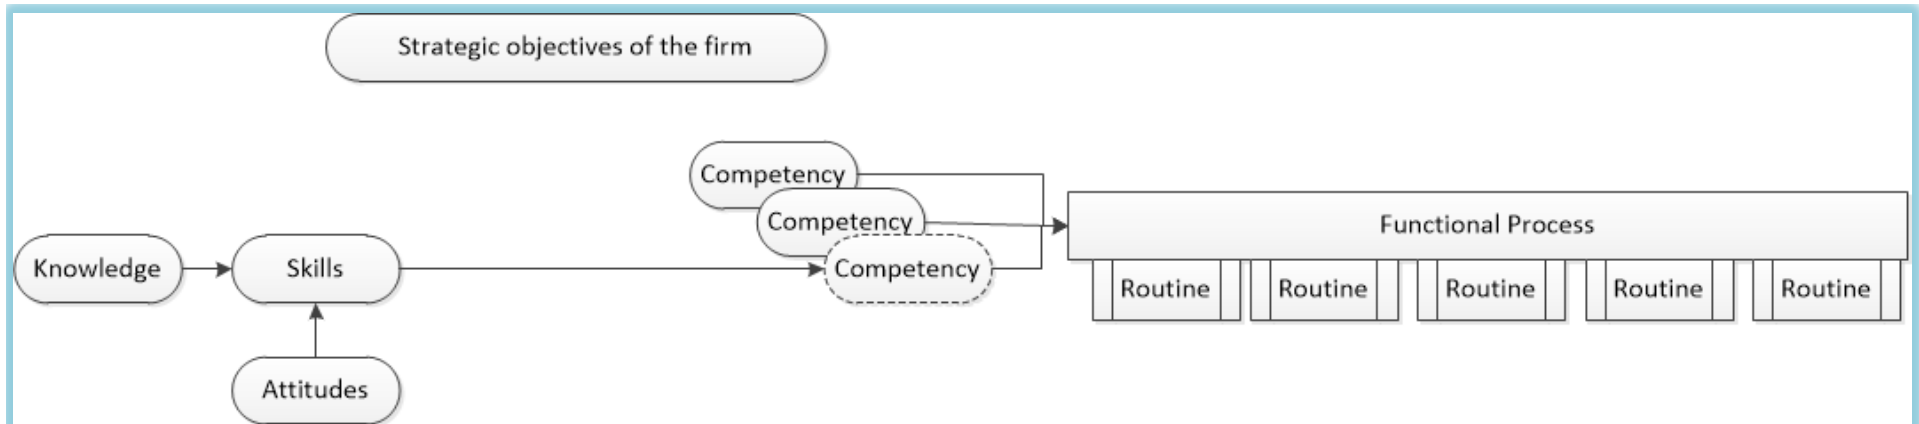 Strategic objectives of the firm
Competency
Competency
Competency
Knowledge
Skills
Attitudes
Functional Process
Routine
Routine
Routine
Routine
Routine